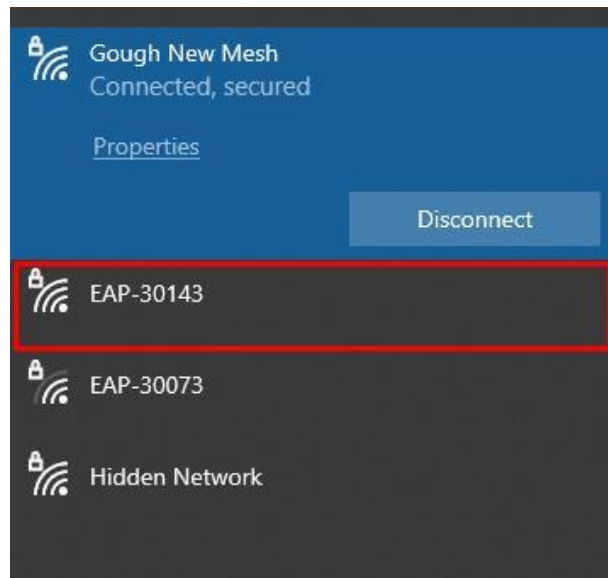 Gough New Mesh
Connected, secured
Properties
Disconnect
EAP-30143
EAP-30073
Hidden Network